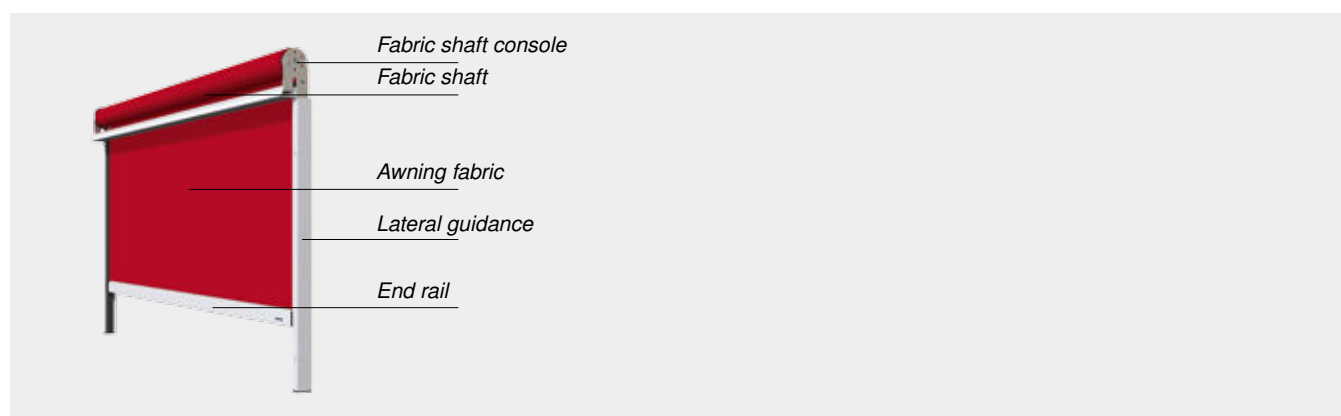 Fabric shaft console
Fabric shaft
Awning fabric
Lateral guidance
End rail